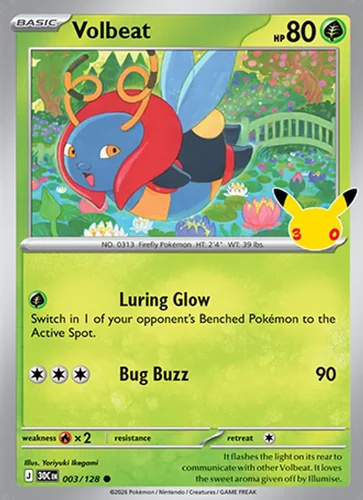 BASIC
Volbeat
HP 80
30
NO. 0313 Firefly Pokémon HT: 2'4" WT: 39 lbs.
Luring Glow
Switch in 1 of your opponent's Benched Pokémon to the
Active Spot.
Bug Buzz 90
weakness ×2 resistance retreat
Illus. Yoriyuki Ikegami
J 30C EN 003/128
It flashes the light on its rear to
communicate with other Volbeat. It loves
the sweet aroma given off by Illumise.
©2026 Pokémon / Nintendo / Creatures / GAME FREAK